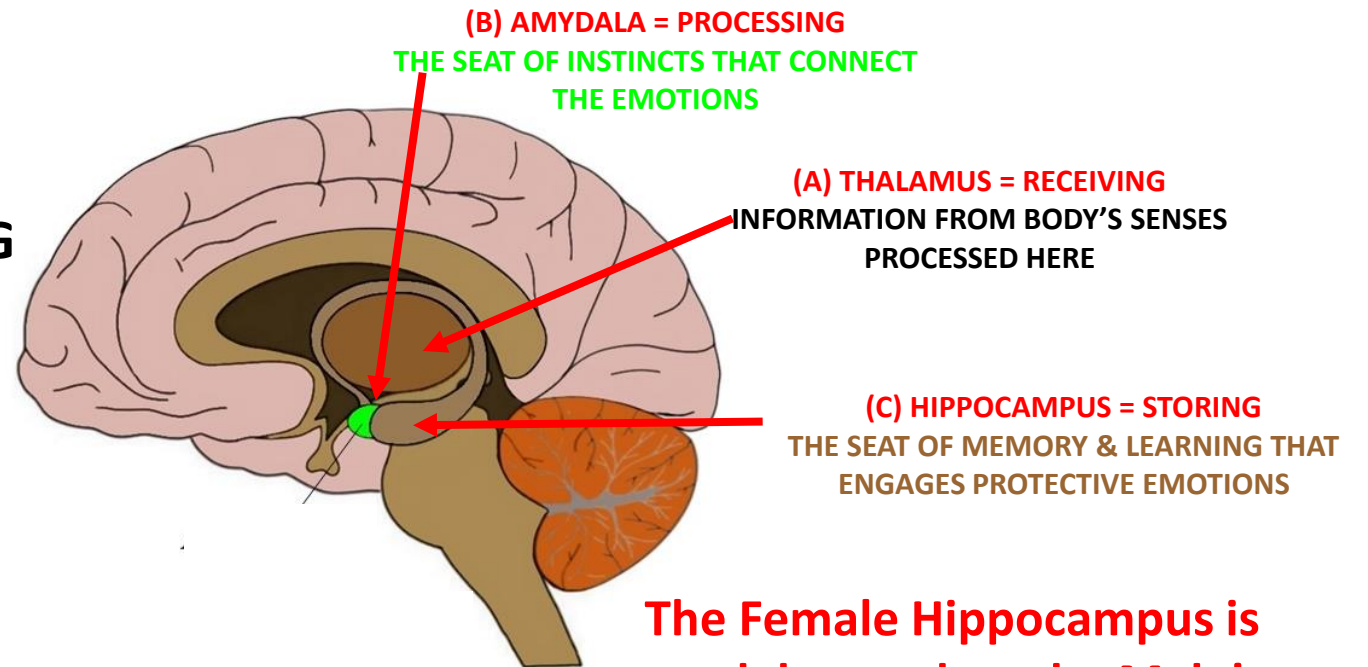 (B) AMYDALA = PROCESSING
THE SEAT OF INSTINCTS THAT CONNECT
THE EMOTIONS
(A) THALAMUS = RECEIVING
INFORMATION FROM BODY'S SENSES
PROCESSED HERE
G
(C) HIPPOCAMPUS = STORING
THE SEAT OF MEMORY & LEARNING THAT
ENGAGES PROTECTIVE EMOTIONS
The Female Hippocampus is